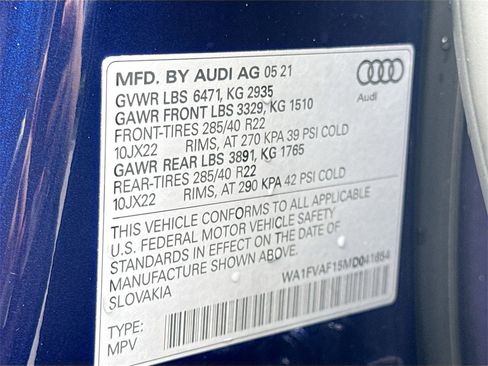 MFD. BY AUDI AG 05 21
GVWR LBS 6471, KG 2935
GAWR FRONT LBS 3329, KG 1510
FRONT-TIRES 285/40 R22
10JX22 RIMS, AT 270 KPA 39 PSI COLD
GAWR REAR LBS 3891, KG 1765
REAR-TIRES 285/40 R22
10JX22 RIMS, AT 290 KPA 42 PSI COLD
Audi
THIS VEHICLE CONFORMS TO ALL APPLICABLE
U.S. FEDERAL MOTOR VEHICLE SAFETY
STANDARDS IN EFFECT ON THE DATE OF
MANUFACTURE SHOWN ABOVE.
SLOVAKIA
WA1FVAF15MD041654
TYPE:
MPV